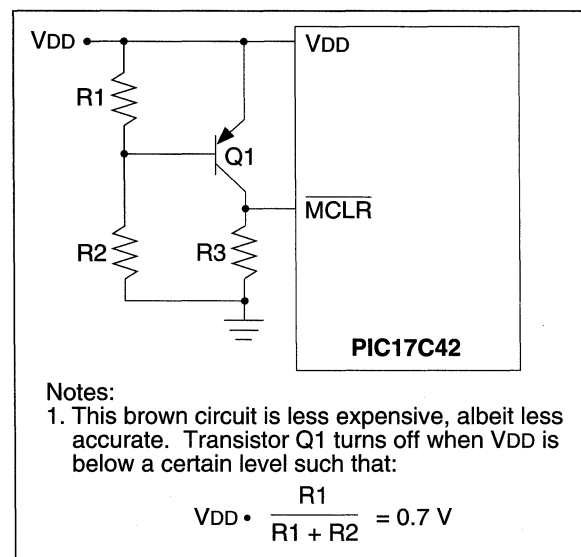 VDD VDD
R1
Q1
MCLR
R2 R3
PIC17C42
Notes:
1. This brown circuit is less expensive, albeit less
accurate. Transistor Q1 turns off when VDD is
below a certain level such that:
VDD • R1 / R1 + R2 = 0.7 V